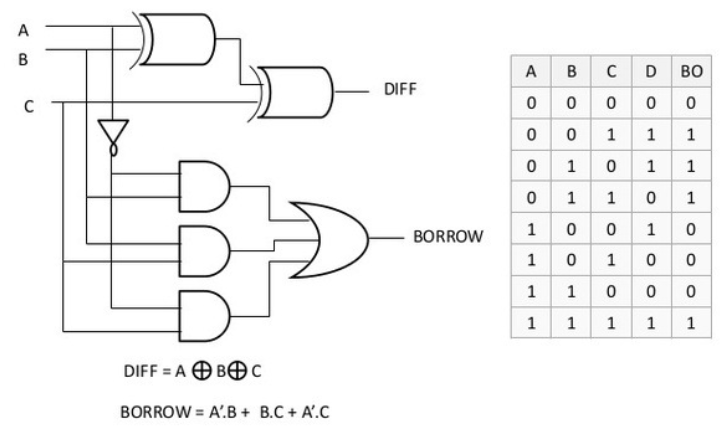 A
B
C
DIFF
BORROW
DIFF = A ⊕ B ⊕ C
BORROW = A'.B + B.C + A'.C
A B C D BO
0 0 0 0 0
0 0 1 1 1
0 1 0 1 1
0 1 1 0 1
1 0 0 1 0
1 0 1 0 0
1 1 0 0 0
1 1 1 1 1